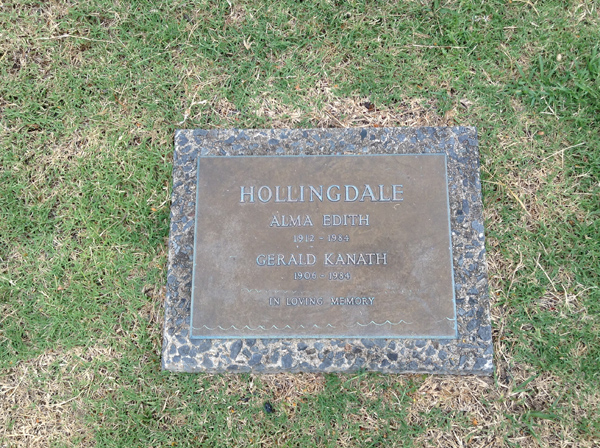 HOLLINGDALE
ALMA EDITH
1912 - 1984
GERALD KANATH
1906 - 1984
IN LOVING MEMORY